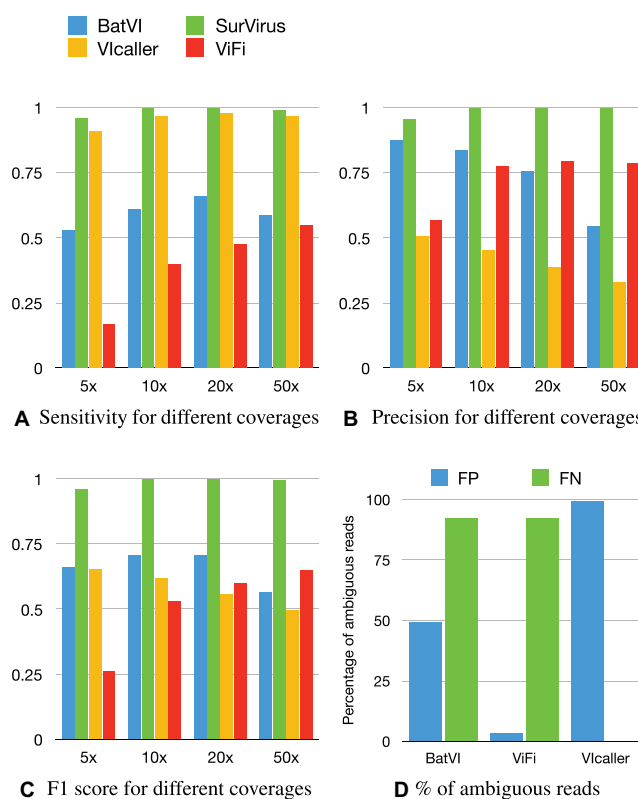 BatVI
SurVirus
VIcaller
ViFi
1
0.75
0.5
0.25
0
5x
10x
20x
50x
A Sensitivity for different coverages
1
0.75
0.5
0.25
0
5x
10x
20x
50x
B Precision for different coverages
1
0.75
0.5
0.25
0
5x
10x
20x
50x
C F1 score for different coverages
FP
FN
Percentage of ambiguous reads
100
75
50
25
0
BatVI
ViFi
VIcaller
D % of ambiguous reads